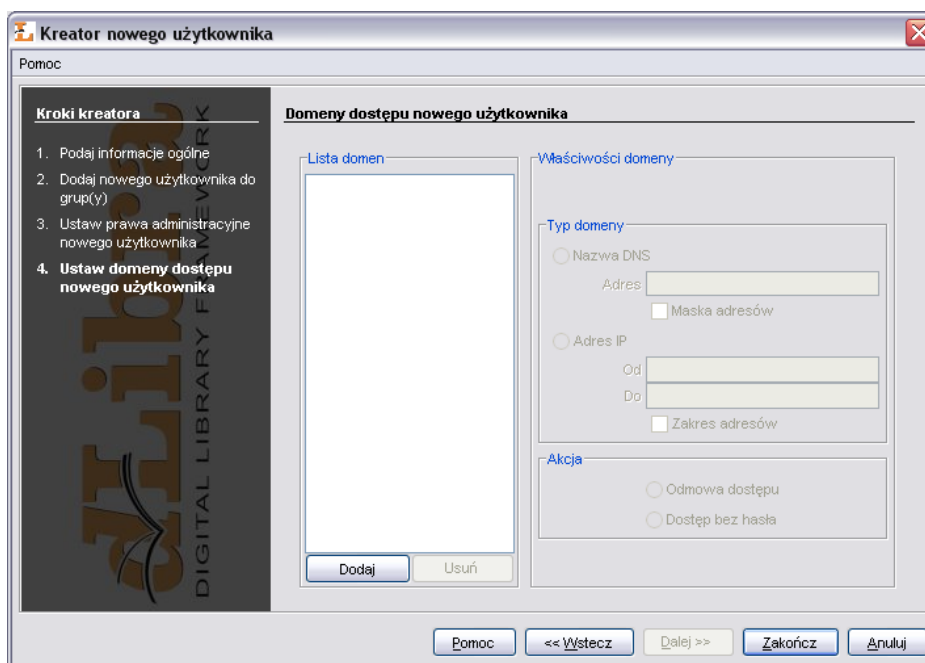 Kreator nowego użytkownika
Pomoc
Kroki kreatora
1. Podaj informacje ogólne
2. Dodaj nowego użytkownika do
grup(y)
3. Ustaw prawa administracyjne
nowego użytkownika
4. Ustaw domeny dostępu
nowego użytkownika
dLibra
DIGITAL LIBRARY FRAMEWORK
Domeny dostępu nowego użytkownika
Lista domen
Dodaj
Usuń
Właściwości domeny
Typ domeny
Nazwa DNS
Adres
Maska adresów
Adres IP
Od
Do
Zakres adresów
Akcja
Odmowa dostępu
Dostęp bez hasła
Pomoc
<< Wstecz
Dalej >>
Zakończ
Anuluj